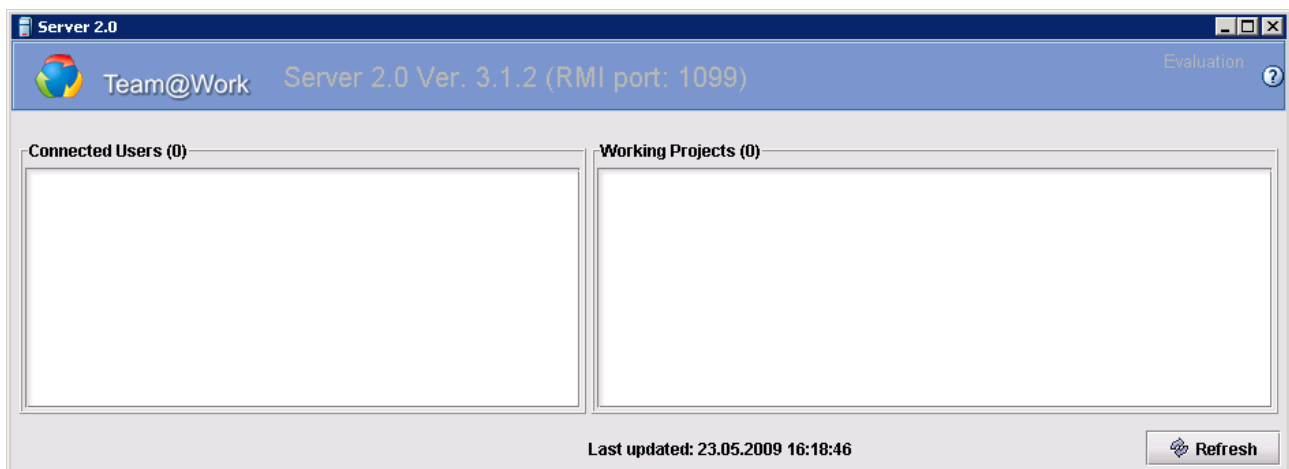 Server 2.0
Team@Work Server 2.0 Ver. 3.1.2 (RMI port: 1099) Evaluation ?
Connected Users (0) Working Projects (0)
Last updated: 23.05.2009 16:18:46 Refresh